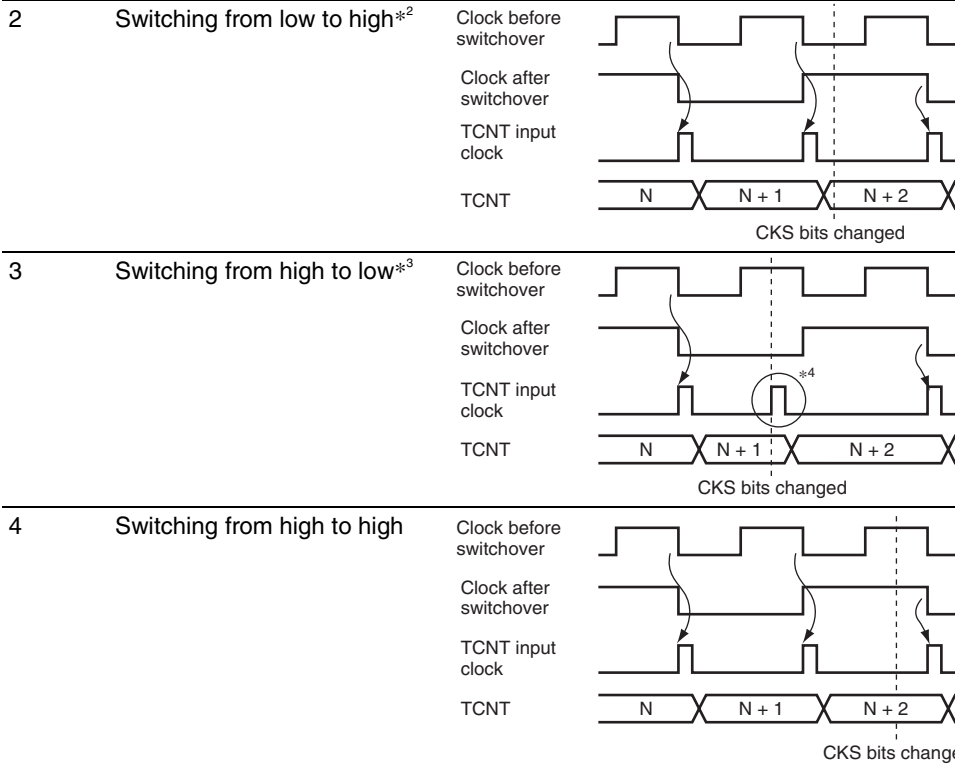 2 Switching from low to high*2
Clock before
switchover
Clock after
switchover
TCNT input
clock
TCNT N N + 1 N + 2
CKS bits changed
3 Switching from high to low*3
Clock before
switchover
Clock after
switchover
TCNT input
clock
*4
TCNT N N + 1 N + 2
CKS bits changed
4 Switching from high to high
Clock before
switchover
Clock after
switchover
TCNT input
clock
TCNT N N + 1 N + 2
CKS bits change